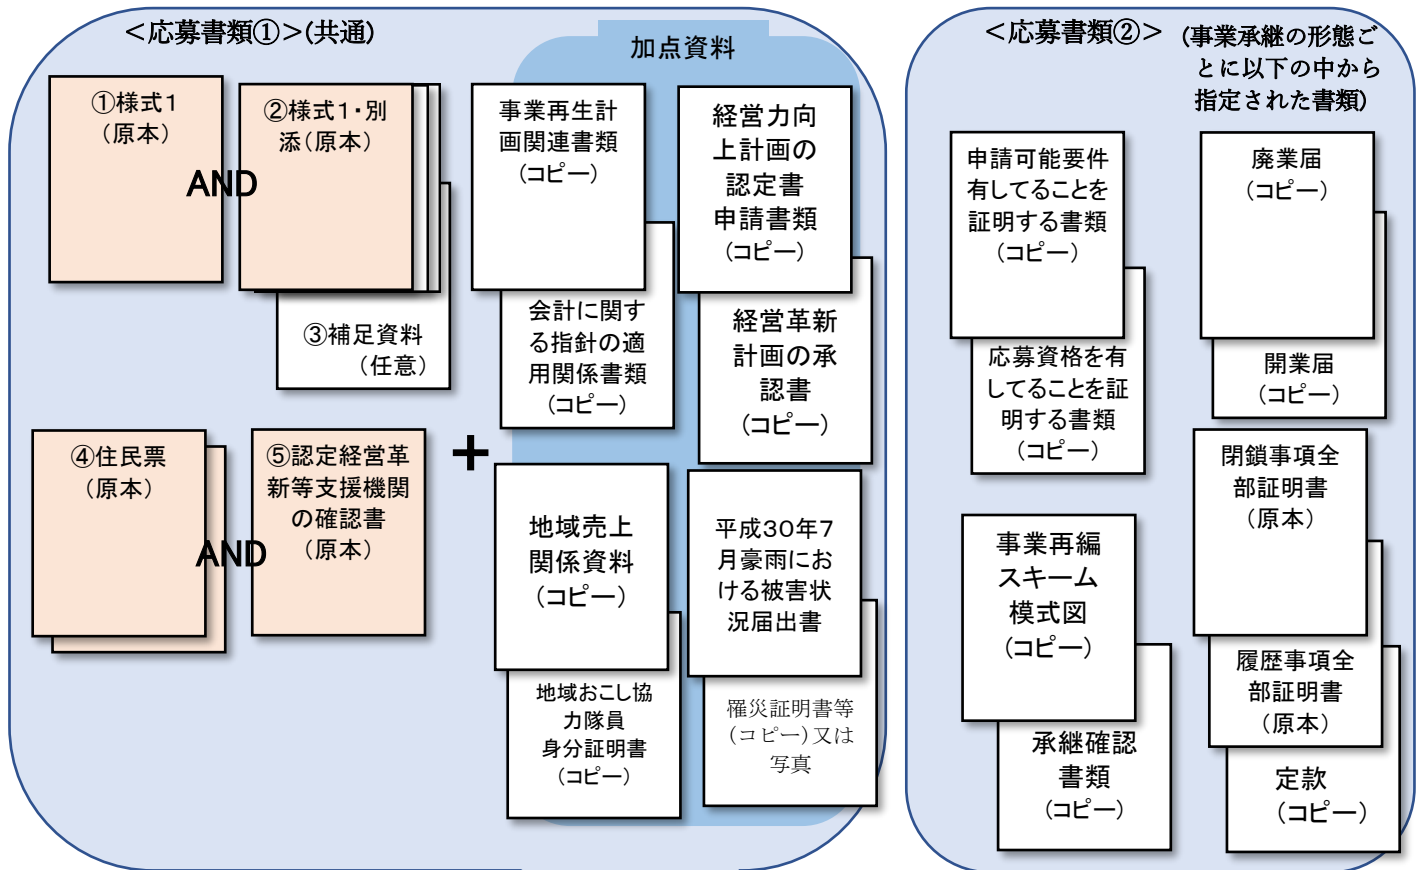 <応募書類①>(共通)
加点資料
①様式1
(原本)
AND
②様式1・別
添(原本)
③補足資料
(任意)
④住民票
(原本)
AND
⑤認定経営革
新等支援機関
の確認書
(原本)
+
事業再生計
画関連書類
(コピー)
会計に関す
る指針の適
用関係書類
(コピー)
経営力向
上計画の
認定書
申請書類
(コピー)
経営革新
計画の承
認書
(コピー)
地域売上
関係資料
(コピー)
地域おこし協
力隊員
身分証明書
(コピー)
平成30年7
月豪雨にお
ける被害状
況届出書
罹災証明書等
(コピー)又は
写真
<応募書類②>
(事業承継の形態ご
とに以下の中から
指定された書類)
申請可能要件
有してることを
証明する書類
(コピー)
応募資格を有
してることを証
明する書類
(コピー)
廃業届
(コピー)
開業届
(コピー)
事業再編
スキーム
模式図
(コピー)
承継確認
書類
(コピー)
閉鎖事項全
部証明書
(原本)
履歴事項全
部証明書
(原本)
定款
(コピー)